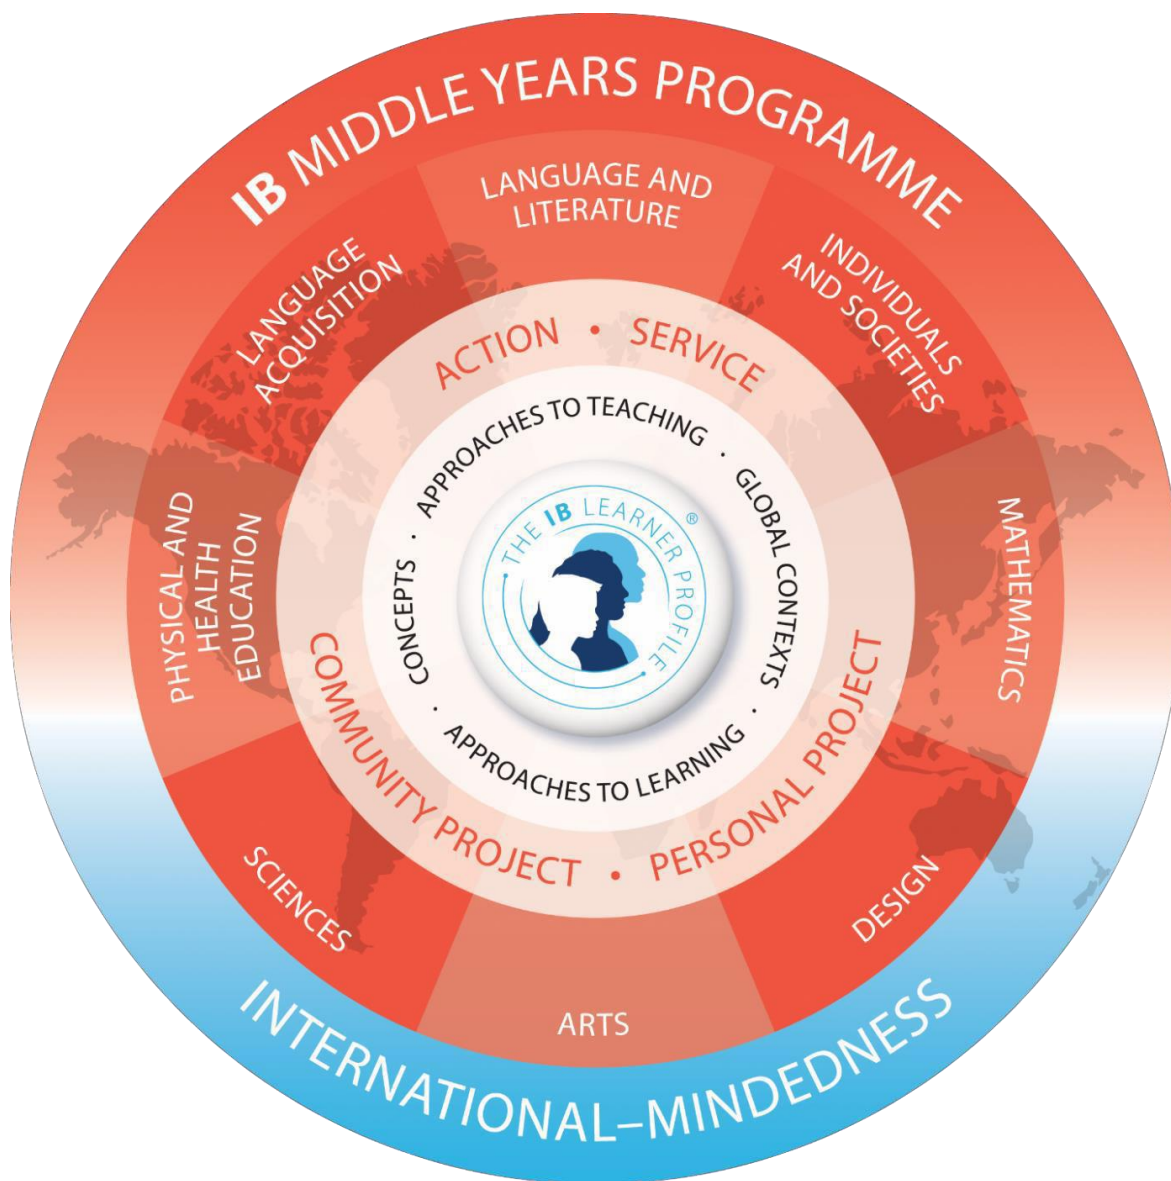 IB MIDDLE YEARS PROGRAMME
LANGUAGE AND
LITERATURE
INDIVIDUALS
AND SOCIETIES
MATHEMATICS
DESIGN
ARTS
SCIENCES
PHYSICAL AND
HEALTH
EDUCATION
LANGUAGE
ACQUISITION
ACTION • SERVICE
PERSONAL PROJECT
•
COMMUNITY PROJECT
APPROACHES TO TEACHING
· GLOBAL CONTEXTS
· APPROACHES TO LEARNING
· CONCEPTS ·
• THE IB LEARNER PROFILE •
®
INTERNATIONAL–MINDEDNESS